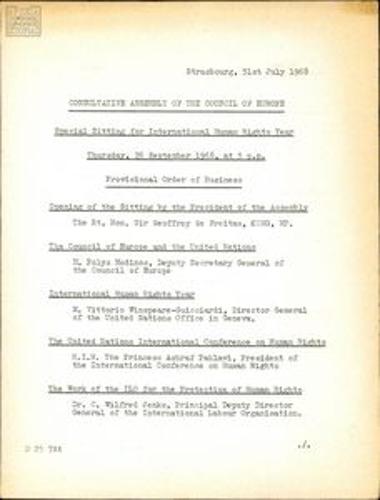 Strasbourg, 31st July 1968
CONSULTATIVE ASSEMBLY OF THE COUNCIL OF EUROPE
Special Sitting for International Human Rights Year
Thursday, 26 September 1968, at 3 p.m.
Provisional Order of Business
Opening of the Sitting by the President of the Assembly
The Rt. Hon. Sir Geoffroy de Freitas, KCMG, MP.
The Council of Europe and the United Nations
M. Polys Modinos, Deputy Secretary General of
the Council of Europe
International Human Rights Year
M. Vittorio Winspeare-Guicciardi, Director General
of the United Nations Office in Geneva.
The United Nations International Conference on Human Rights
H.I.H. The Princess Ashraf Pahlavi, President of
the International Conference on Human Rights
The Work of the ILO for the Protection of Human Rights
Dr. C. Wilfred Jenks, Principal Deputy Director
General of the International Labour Organisation.
D 25 788
./.